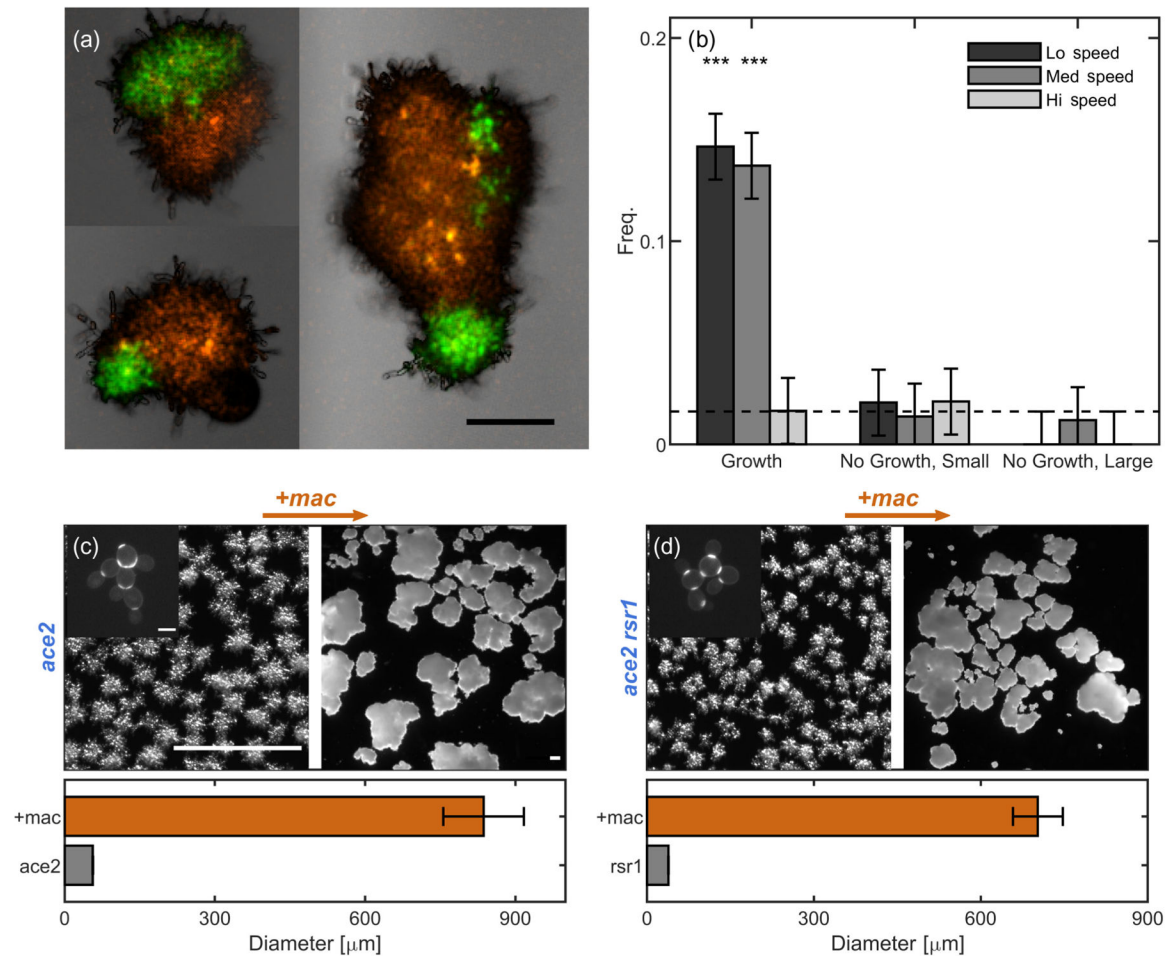 (a)
(b)
0.2
0.1
0
Freq.
Lo speed
Med speed
Hi speed
*** ***
Growth
No Growth, Small
No Growth, Large
+mac
(c)
ace2
+mac
ace2
0
300
600
900
Diameter [μm]
+mac
(d)
ace2 rsr1
+mac
rsr1
0
300
600
900
Diameter [μm]